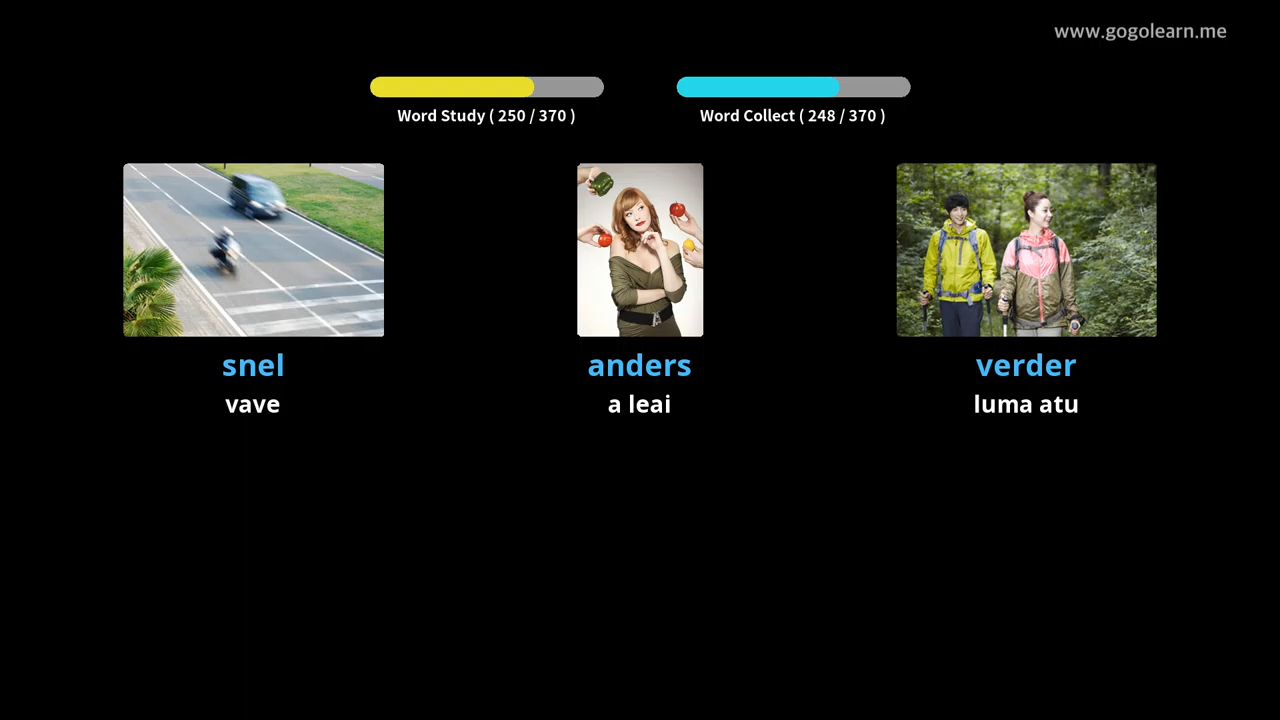 www.gogolearn.me
Word Study ( 250 / 370 )
Word Collect ( 248 / 370 )
snel
vave
anders
a leai
verder
luma atu